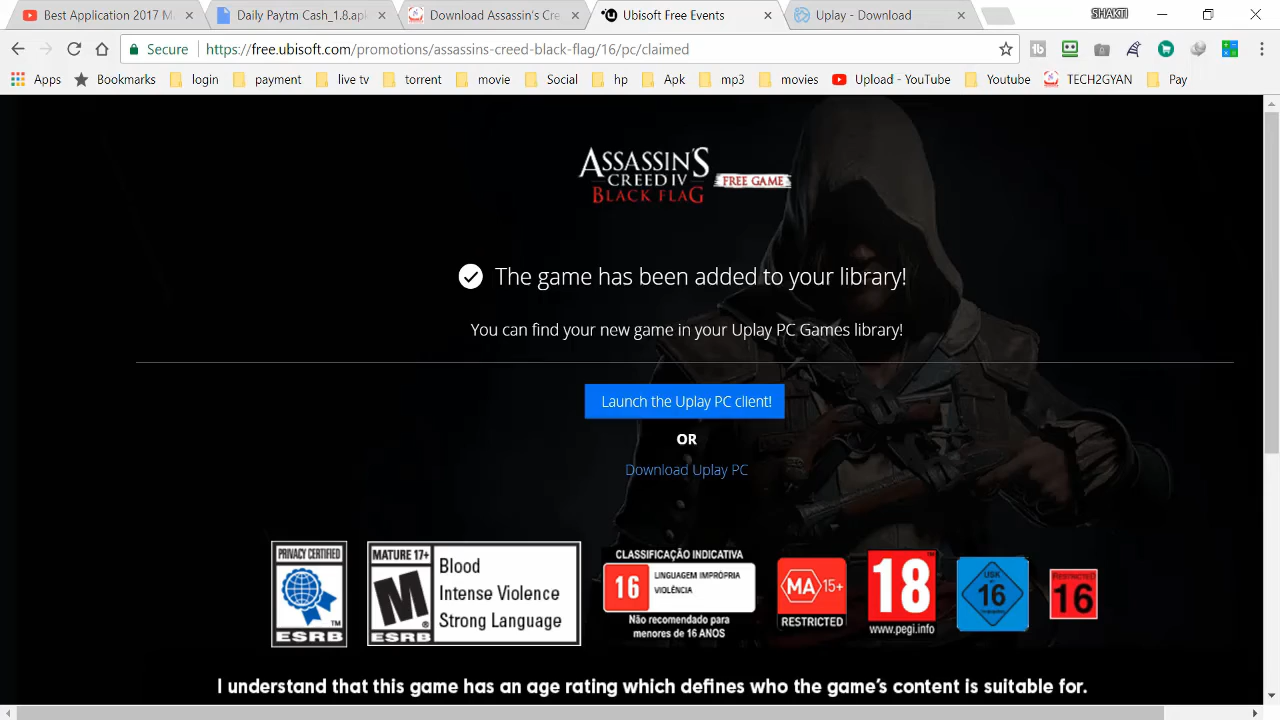 Best Application 2017 M
Daily Paytm Cash_1.8.apk
Download Assassin's Cre
Ubisoft Free Events
Uplay - Download
SHAKTI
Secure
https://free.ubisoft.com/promotions/assassins-creed-black-flag/16/pc/claimed
Apps
Bookmarks
login
payment
live tv
torrent
movie
Social
hp
Apk
mp3
movies
Upload - YouTube
Youtube
TECH2GYAN
Pay
ASSASSIN'S
CREED IV
BLACK FLAG
FREE GAME
The game has been added to your library!
You can find your new game in your Uplay PC Games library!
Launch the Uplay PC client!
OR
Download Uplay PC
PRIVACY CERTIFIED
ESRB
MATURE 17+
M
ESRB
Blood
Intense Violence
Strong Language
CLASSIFICAÇÃO INDICATIVA
16
LINGUAGEM IMPRÓPRIA
VIOLÊNCIA
Não recomendado para
menores de 16 ANOS
MA 15+
RESTRICTED
18
www.pegi.info
USK
16
RESTRICTED
16
I understand that this game has an age rating which defines who the game's content is suitable for.